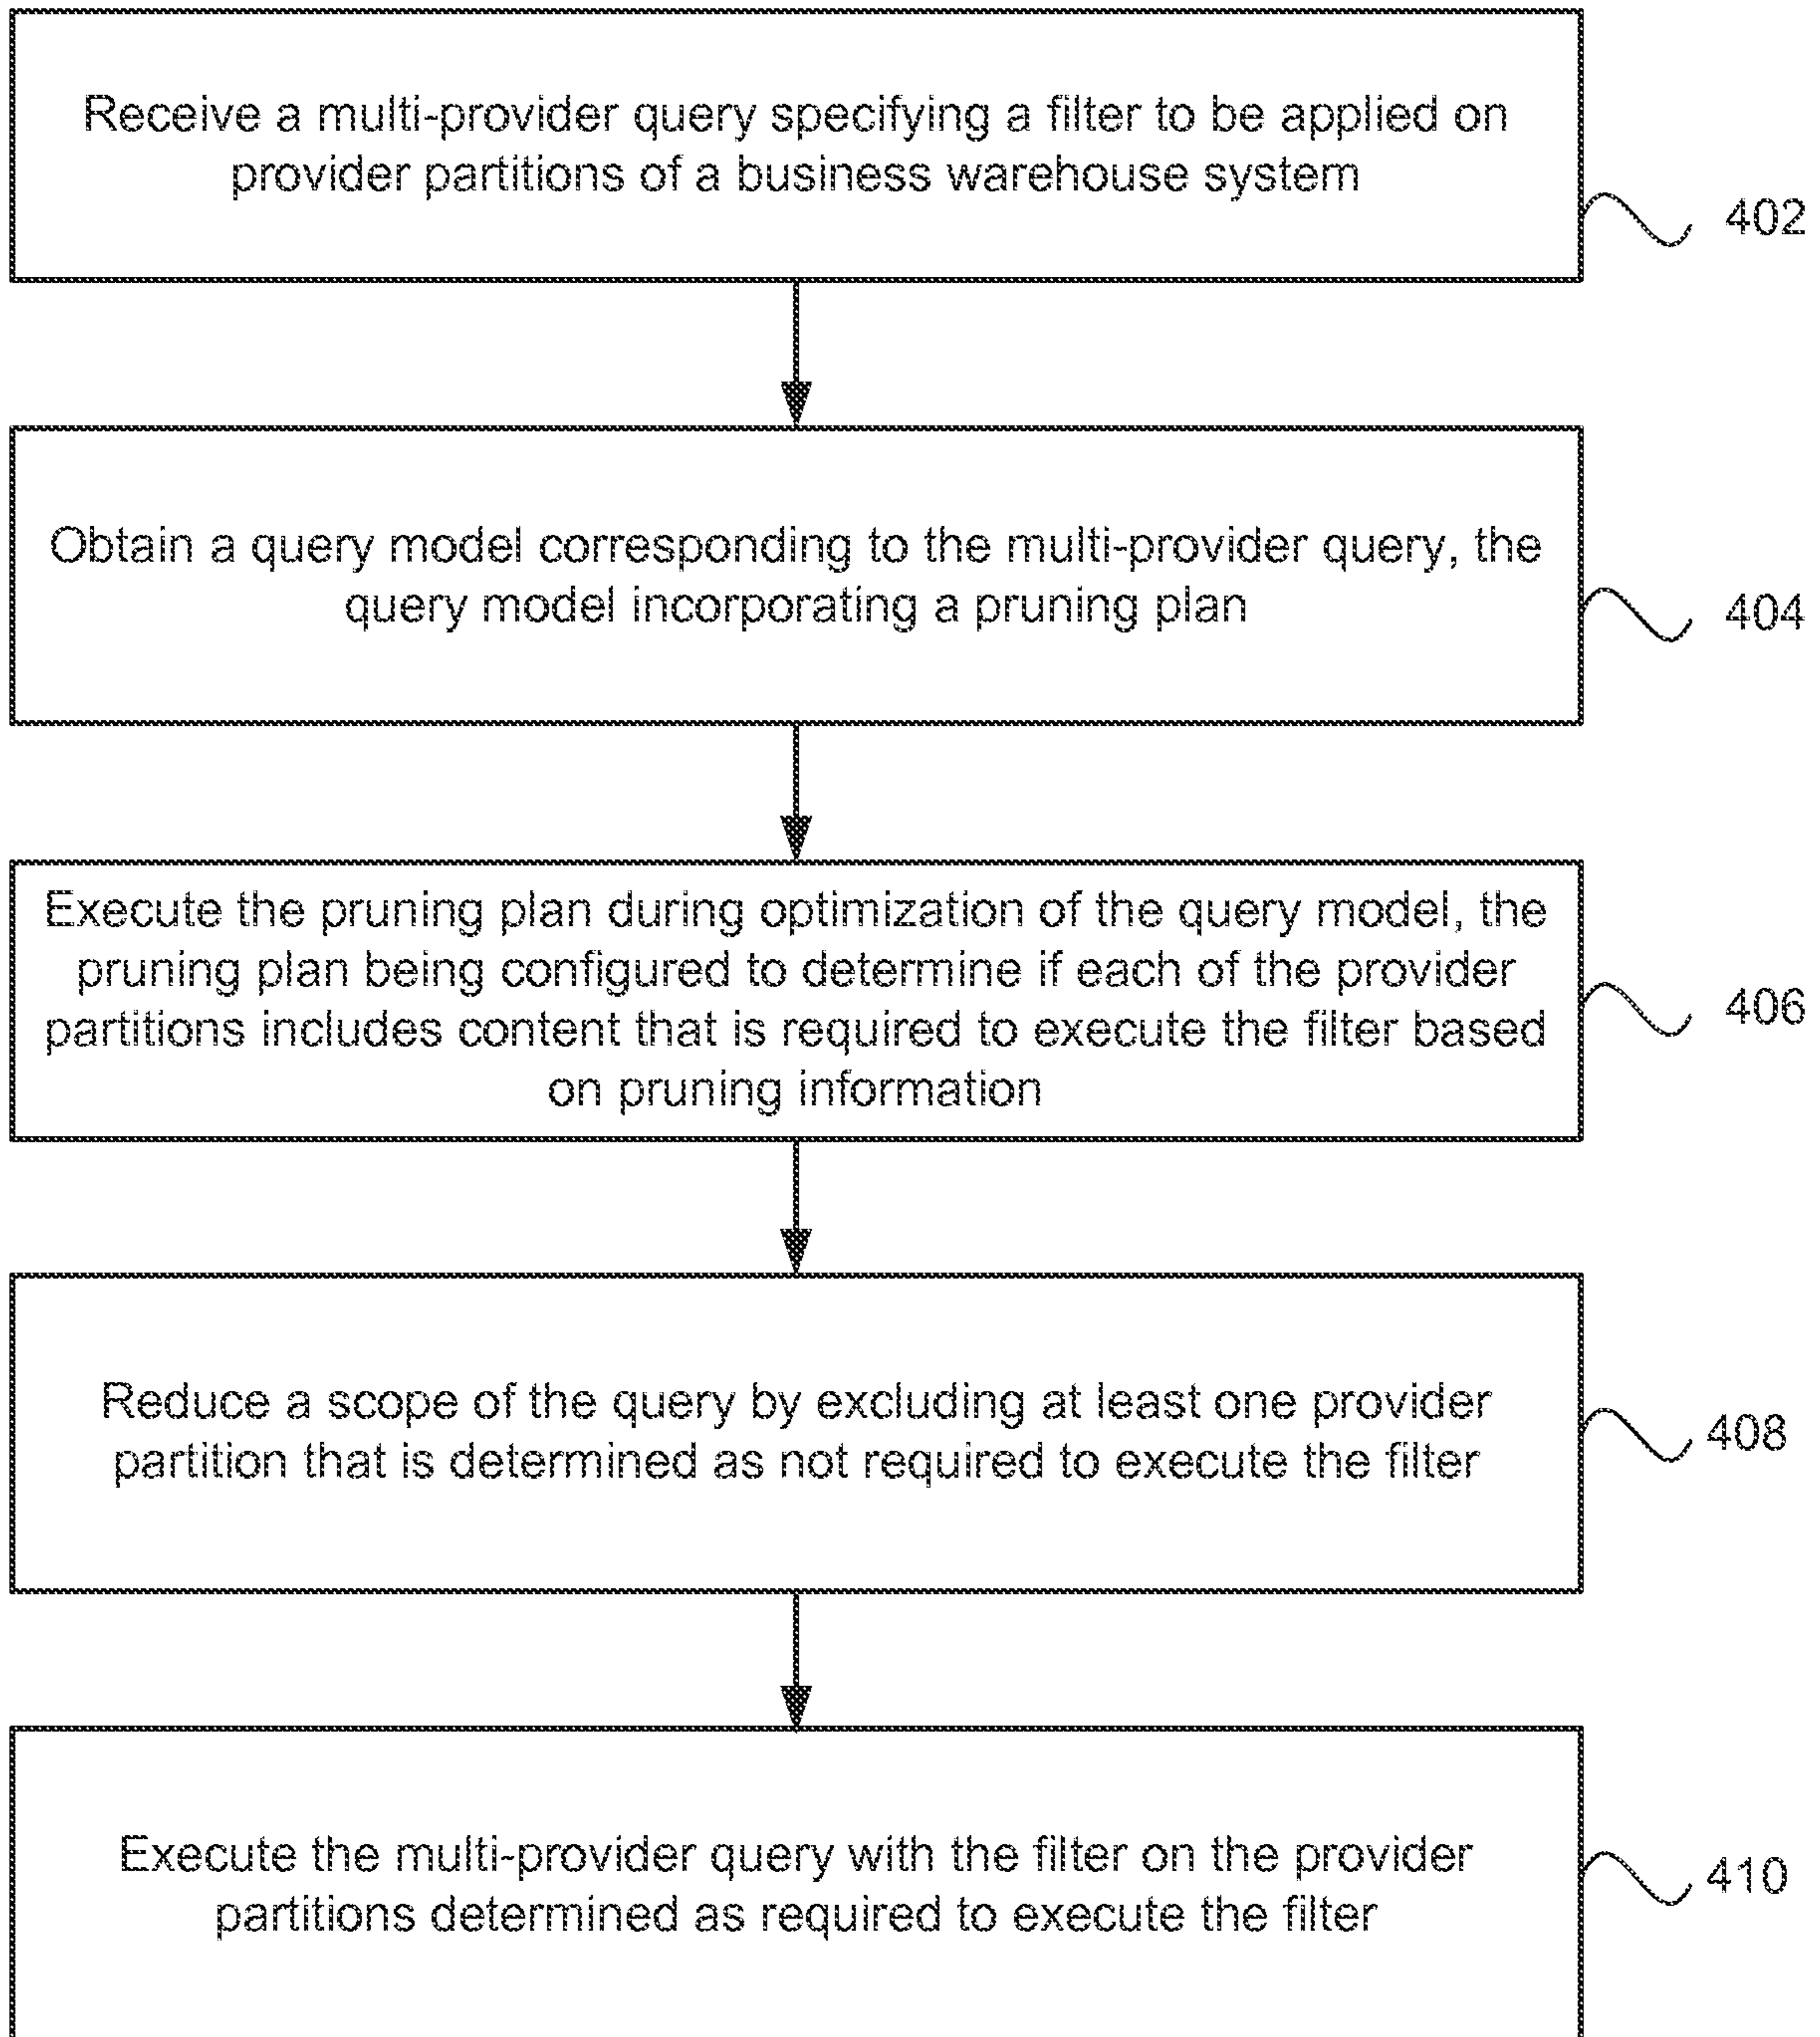 Receive a multi-provider query specifying a filter to be applied on
provider partitions of a business warehouse system
402
Obtain a query model corresponding to the multi-provider query, the
query model incorporating a pruning plan
404
Execute the pruning plan during optimization of the query model, the
pruning plan being configured to determine if each of the provider
partitions includes content that is required to execute the filter based
on pruning information
406
Reduce a scope of the query by excluding at least one provider
partition that is determined as not required to execute the filter
408
Execute the multi-provider query with the filter on the provider
partitions determined as required to execute the filter
410